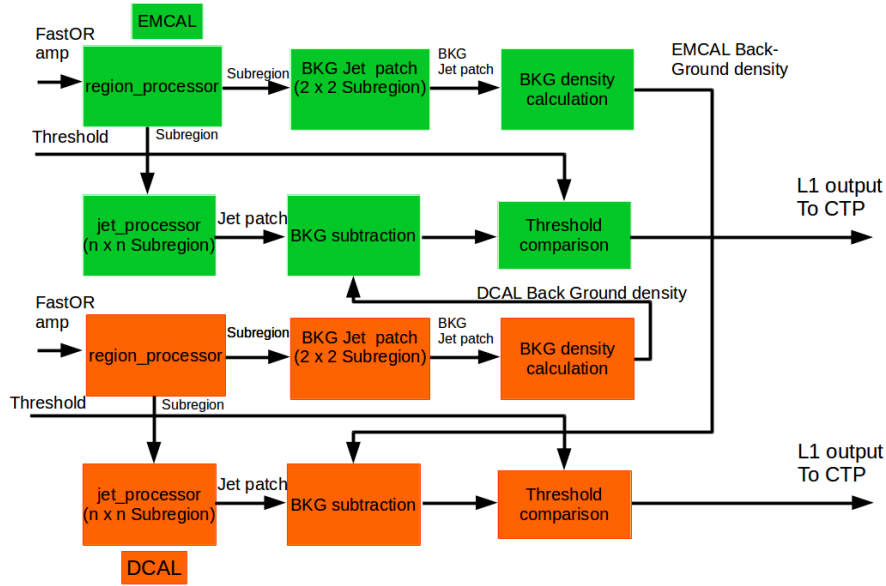 EMCAL
FastOR
amp
region_processor
Subregion
BKG Jet patch
(2 x 2 Subregion)
BKG
Jet patch
BKG density
calculation
EMCAL Back-
Ground density
Subregion
Threshold
jet_processor
(n x n Subregion)
Jet patch
BKG subtraction
Threshold
comparison
L1 output
To CTP
DCAL Back Ground density
FastOR
amp
region_processor
Subregion
BKG Jet patch
(2 x 2 Subregion)
BKG
Jet patch
BKG density
calculation
Threshold
Subregion
jet_processor
(n x n Subregion)
Jet patch
BKG subtraction
Threshold
comparison
L1 output
To CTP
DCAL